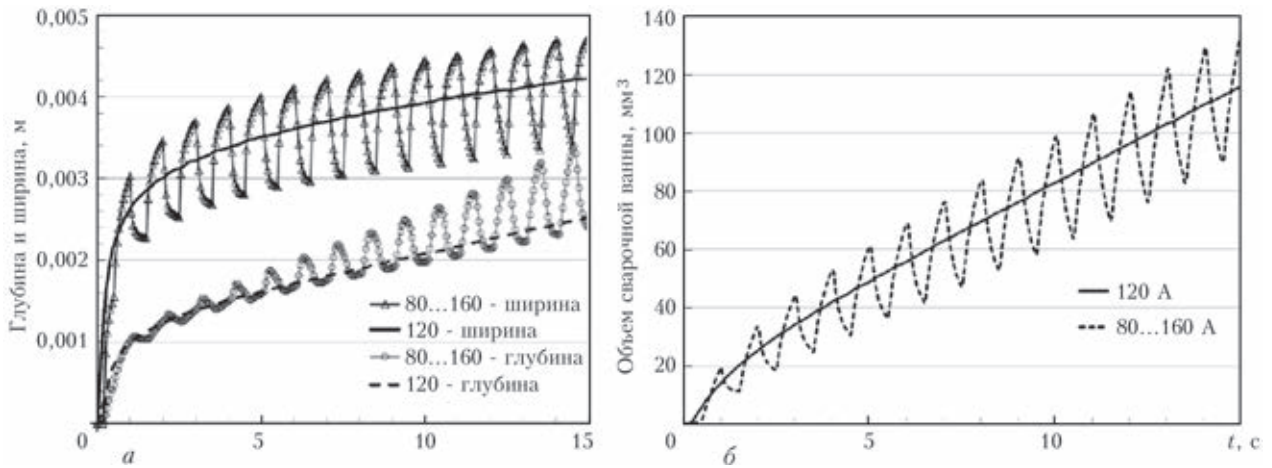 Глубина и ширина, м
0,005
0,004
0,003
0,002
0,001
0
5
10
15
80...160 - ширина
120 - ширина
80...160 - глубина
120 - глубина
а
Объем сварочной ванны, мм³
140
120
100
80
60
40
20
0
5
10
t, с
120 А
80...160 А
б